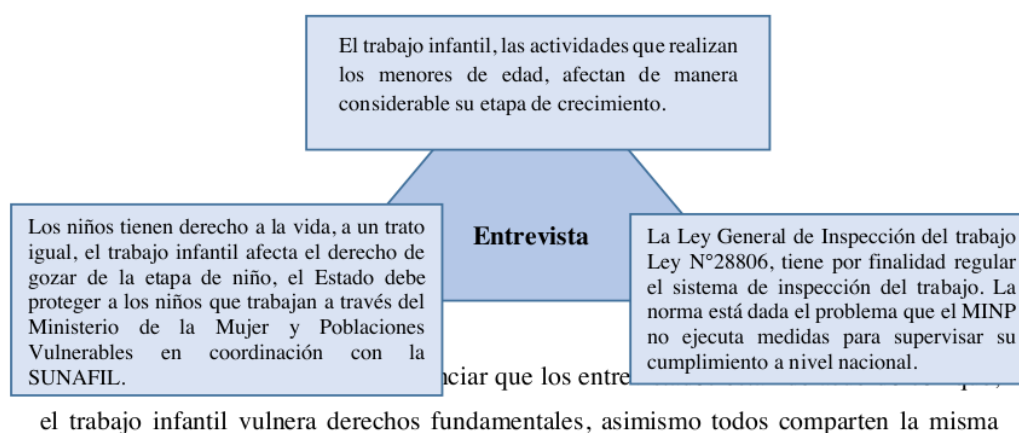 El trabajo infantil, las actividades que realizan
los menores de edad, afectan de manera
considerable su etapa de crecimiento.
Los niños tienen derecho a la vida, a un trato
igual, el trabajo infantil afecta el derecho de
gozar de la etapa de niño, el Estado debe
proteger a los niños que trabajan a través del
Ministerio de la Mujer y Poblaciones
Vulnerables en coordinación con la
SUNAFIL.
Entrevista
La Ley General de Inspección del trabajo
Ley N°28806, tiene por finalidad regular
el sistema de inspección del trabajo. La
norma está dada el problema que el MINP
no ejecuta medidas para supervisar su
cumplimiento a nivel nacional.
que los
el trabajo infantil vulnera derechos fundamentales, asimismo todos comparten la misma